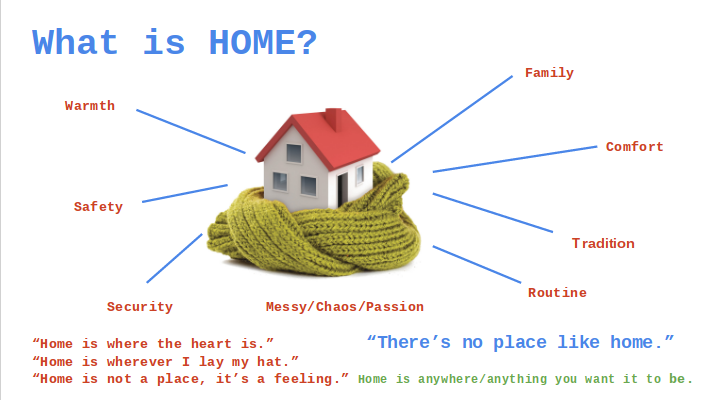 What is HOME?
Family
Warmth
Comfort
Safety
Tradition
Routine
Security
Messy/Chaos/Passion
“Home is where the heart is.”
“There’s no place like home.”
“Home is wherever I lay my hat.”
“Home is not a place, it’s a feeling.”
Home is anywhere/anything you want it to be.